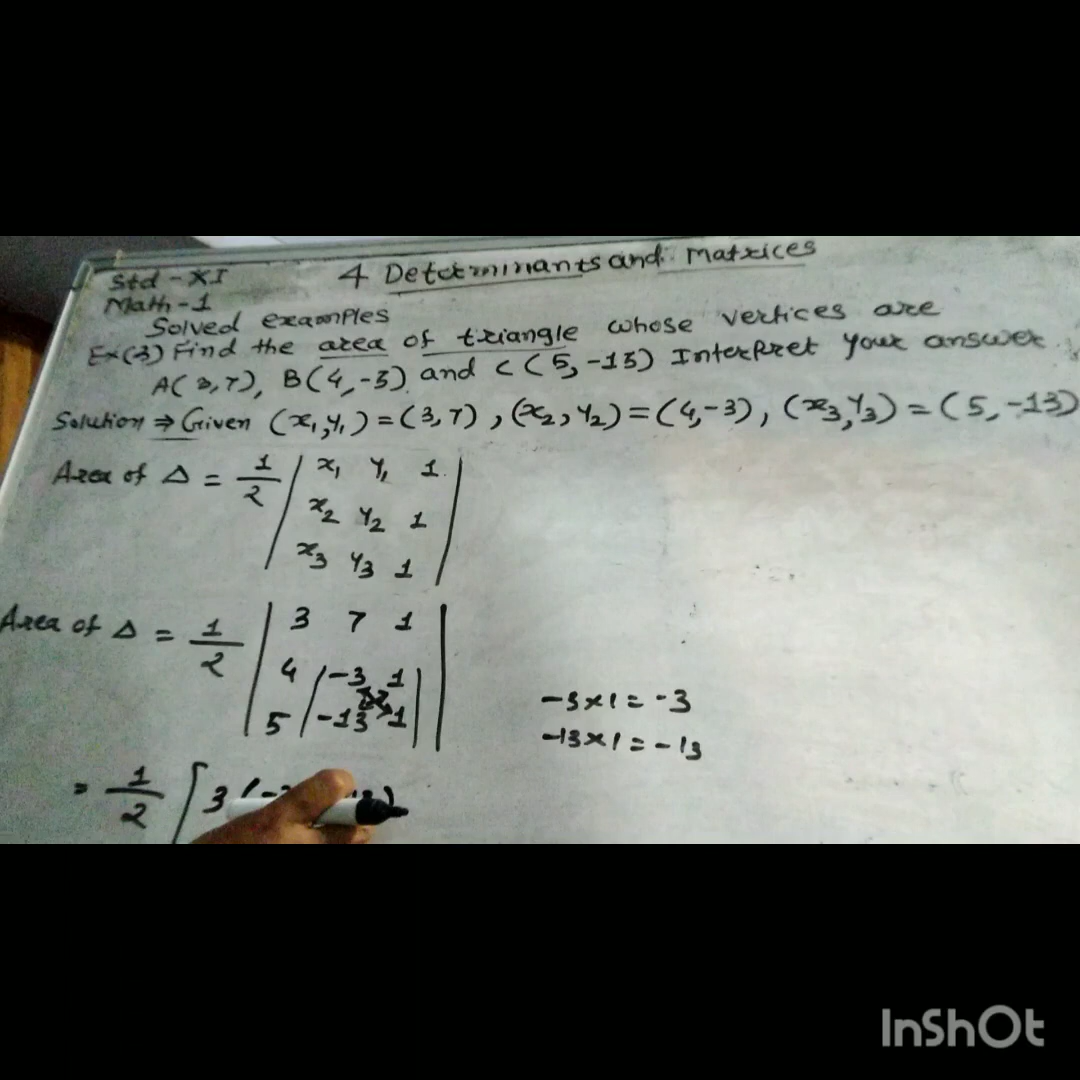 Std - XI
4 Determinants and Matrices
Math - 1
Solved examples
Ex(3) Find the area of triangle whose vertices are
A(3,7), B(4,-3) and C(5,-13) Interpret your answer.
Solution ⇒ Given (x₁,y₁) = (3,7), (x₂,y₂) = (4,-3), (x₃,y₃) = (5,-13)
Area of Δ = 1/2 | x₁ y₁ 1 |
x₂ y₂ 1
x₃ y₃ 1
Area of Δ = 1/2 | 3 7 1 |
4 -3 1
5 -13 1
-3×1 = -3
-13×1 = -13
= 1/2 [ 3(-
InShOt